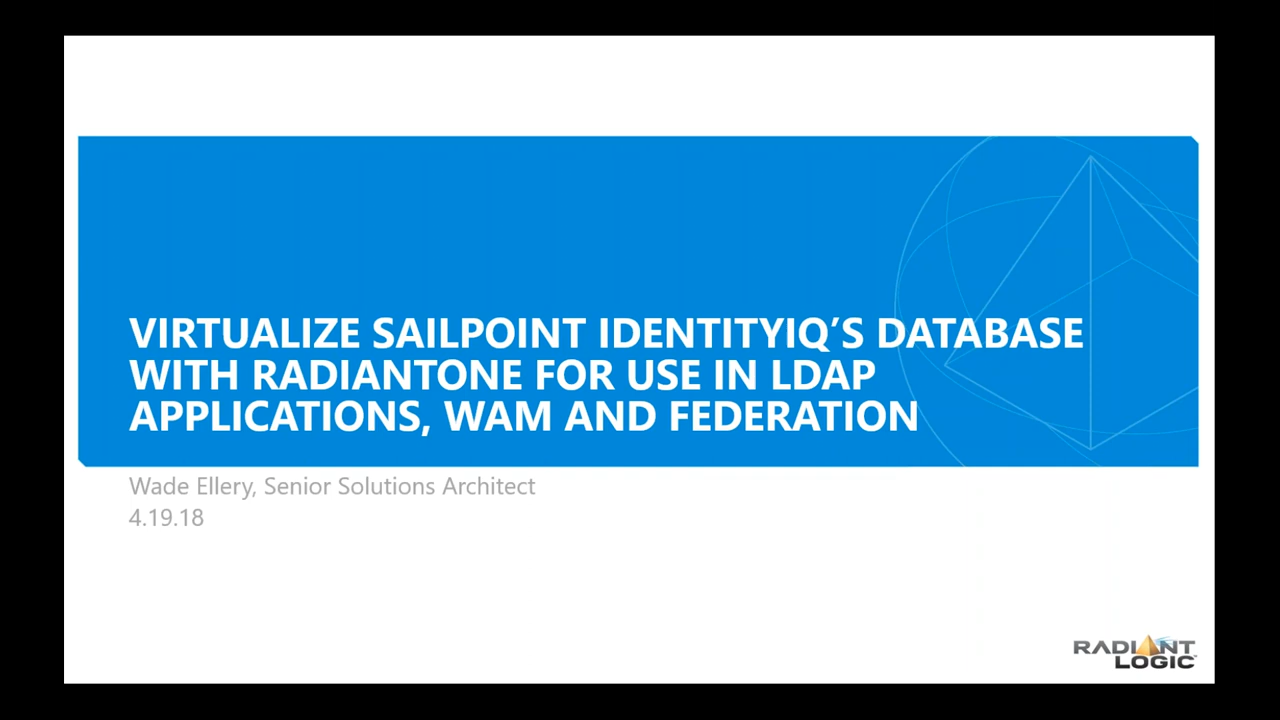 VIRTUALIZE SAILPOINT IDENTITYIQ’S DATABASE
WITH RADIANTONE FOR USE IN LDAP
APPLICATIONS, WAM AND FEDERATION
Wade Ellery, Senior Solutions Architect
4.19.18
RADIANT
LOGIC